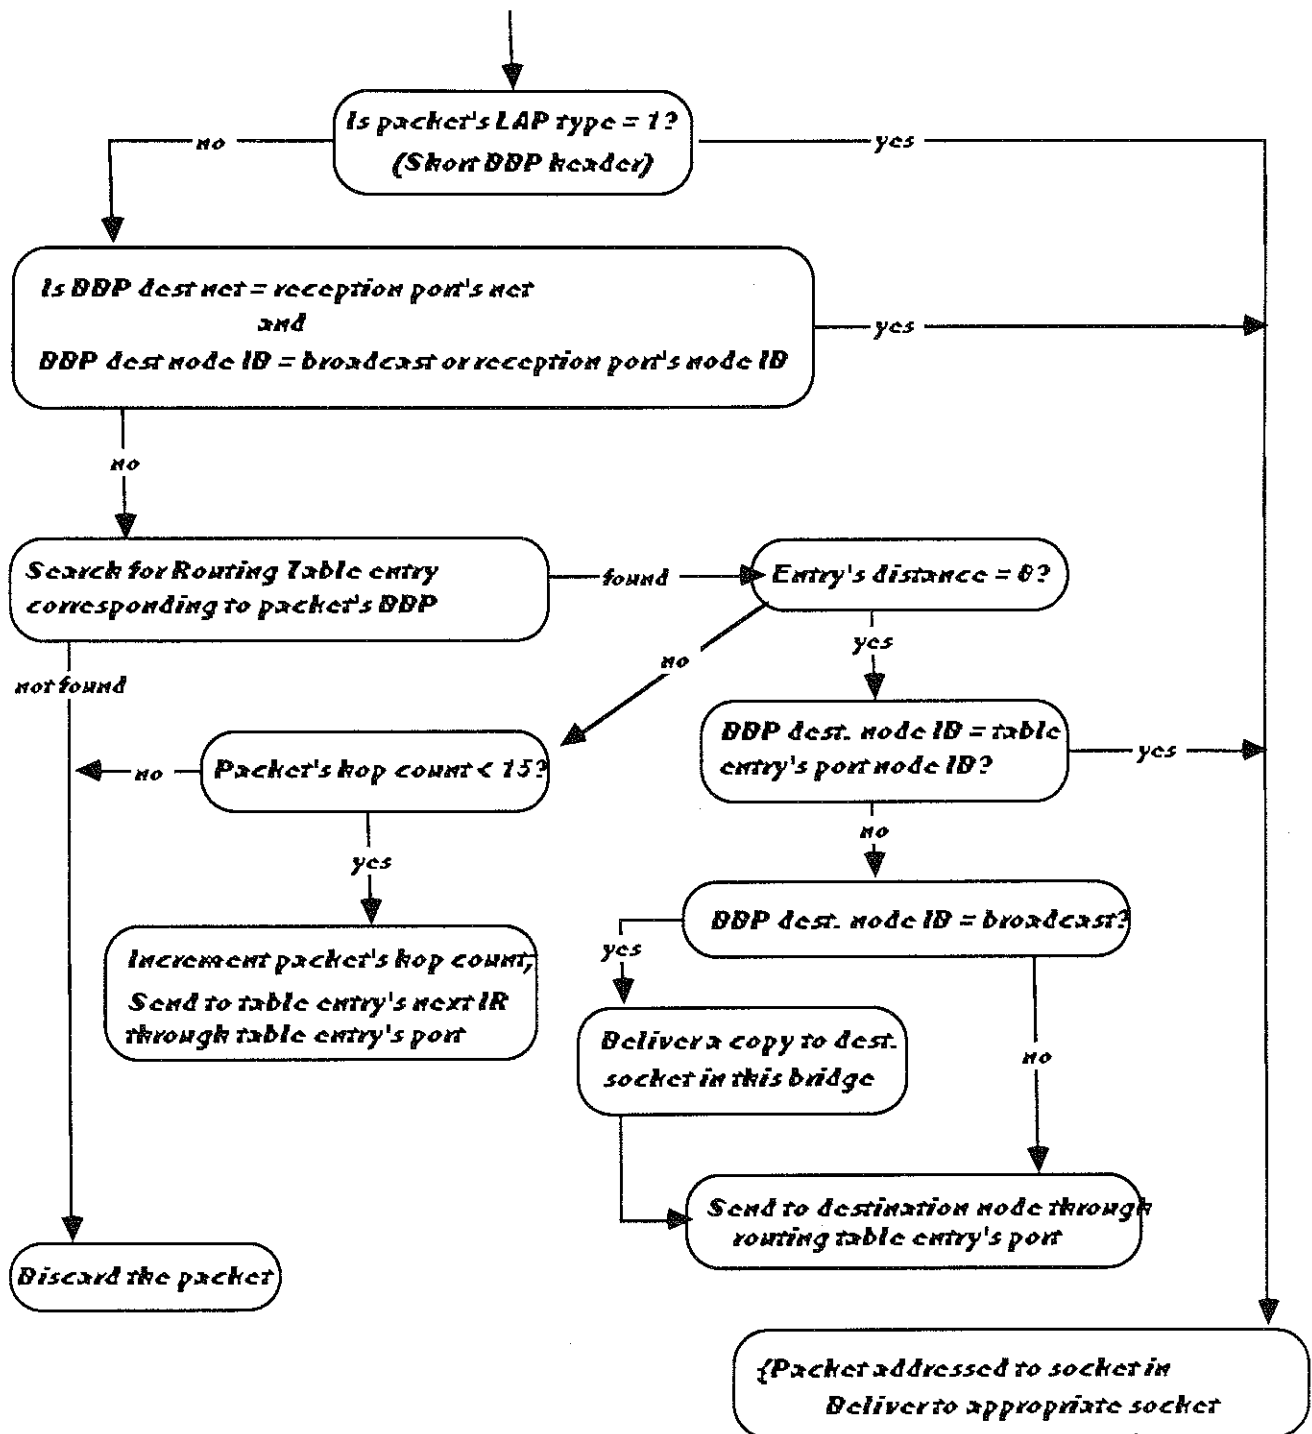 Is packet's LAP type = 1?
(Short DDP header)
no
yes
Is DDP dest net = reception port's net
and
DDP dest node ID = broadcast or reception port's node ID
yes
no
Search for Routing Table entry
corresponding to packet's DDP
found
Entry's distance = 0?
not found
no
yes
DDP dest. node ID = table
entry's port node ID?
yes
Packet's hop count < 15?
no
no
yes
DDP dest. node ID = broadcast?
yes
no
Increment packet's hop count,
Send to table entry's next IR
through table entry's port
Deliver a copy to dest.
socket in this bridge
Send to destination node through
routing table entry's port
Discard the packet
{Packet addressed to socket in
Deliver to appropriate socket